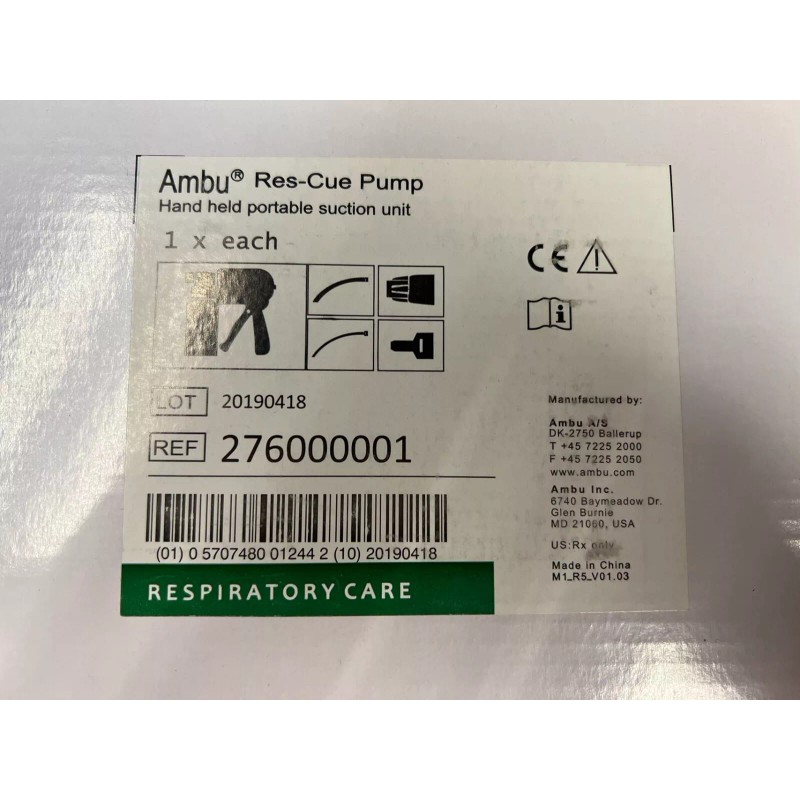 Ambu® Res-Cue Pump
Hand held portable suction unit
1 x each
CE
i
LOT 20190418
REF 276000001
(01) 0 5707480 01244 2 (10) 20190418
RESPIRATORY CARE
Manufactured by:
Ambu A/S
DK-2750 Ballerup
T +45 7225 2000
F +45 7225 2050
www.ambu.com
Ambu Inc.
6740 Baymeadow Dr.
Glen Burnie
MD 21060, USA
US:Rx only
Made in China
M1_R5_V01.03